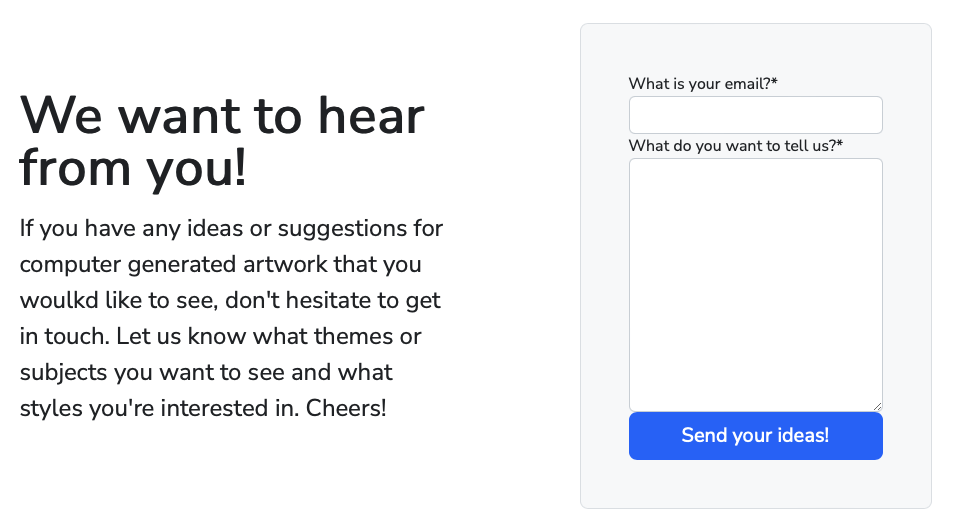 We want to hear
from you!
If you have any ideas or suggestions for
computer generated artwork that you
woulkd like to see, don't hesitate to get
in touch. Let us know what themes or
subjects you want to see and what
styles you're interested in. Cheers!
What is your email?*
What do you want to tell us?*
Send your ideas!